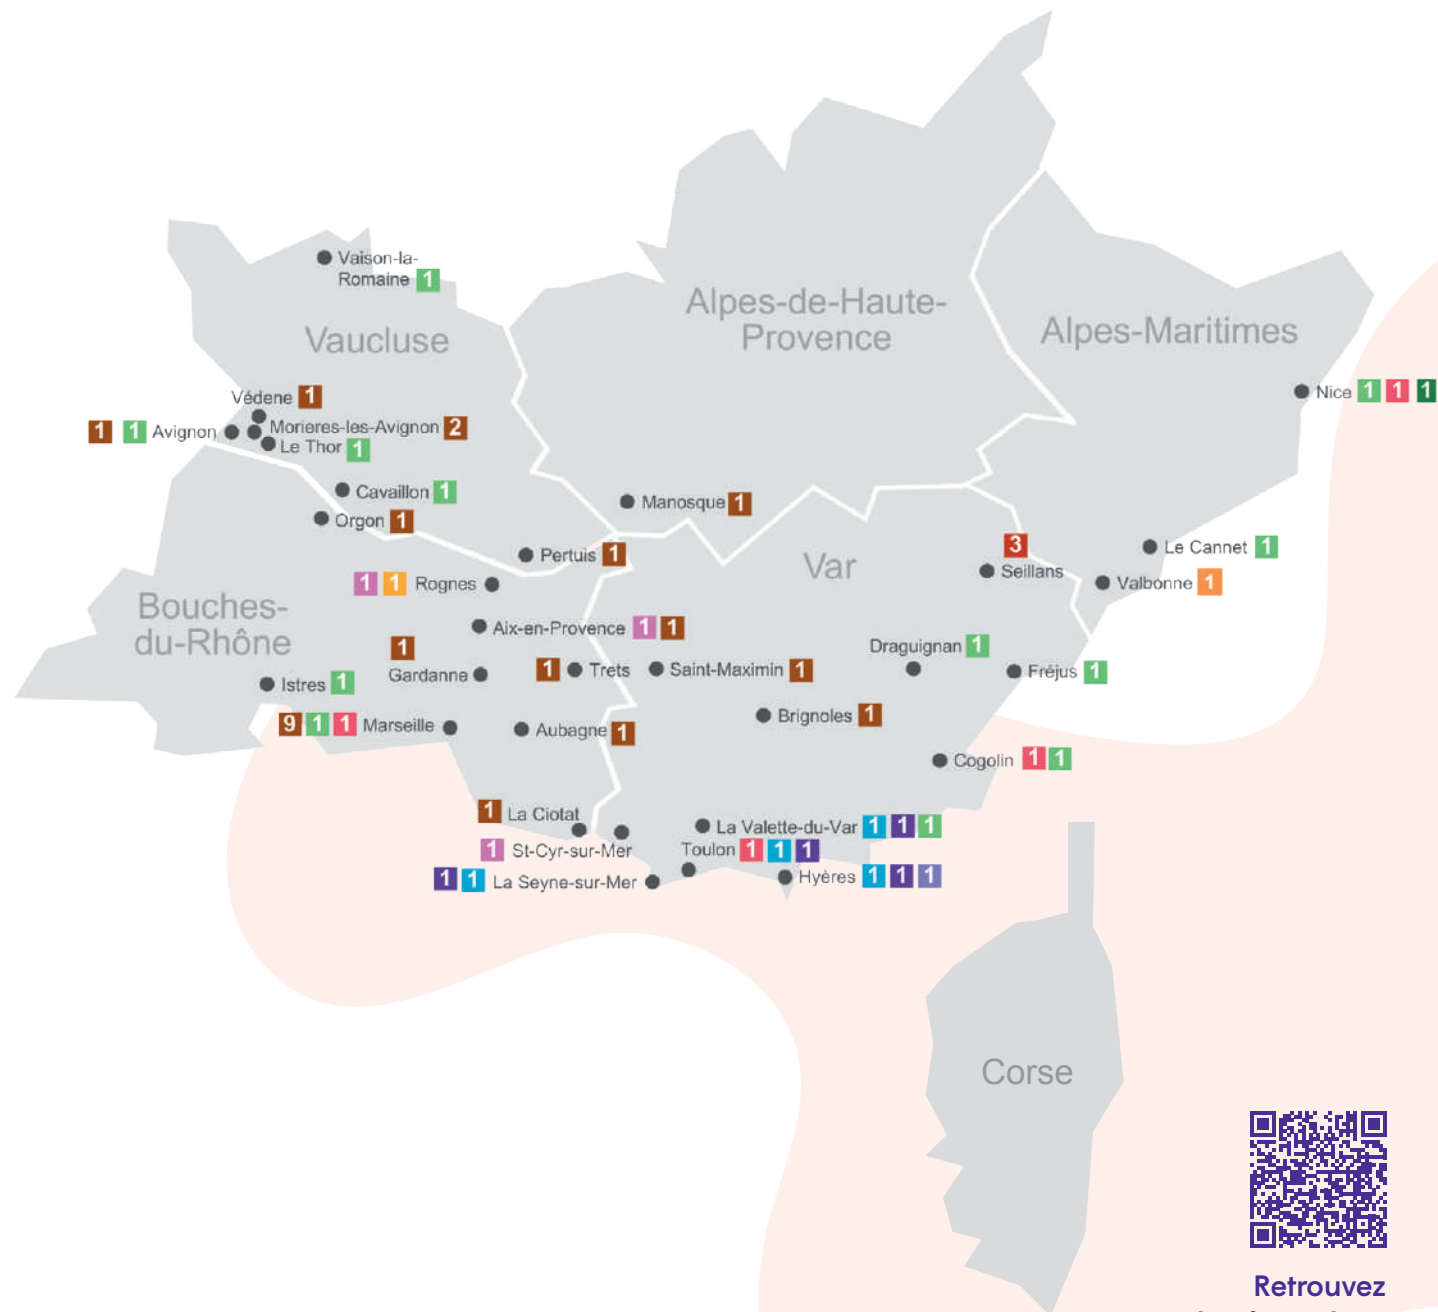 Vaison-la-
Romaine 1
Vaucluse
Alpes-de-Haute-
Provence
Alpes-Maritimes
Védene 1
Nice 1 1 1
1 1 Avignon
Morieres-les-Avignon 2
Le Thor 1
Cavaillon 1
Orgon 1
Manosque 1
Pertuis 1
Var
3
Seillans
Le Cannet 1
Valbonne 1
1 1 Rognes
Bouches-
du-Rhône
Aix-en-Provence 1 1
1
Gardanne
1 Trets
Saint-Maximin 1
Draguignan 1
Fréjus 1
Istres 1
9 1 1 Marseille
Aubagne 1
Brignoles 1
Cogolin 1 1
1 La Ciotat
La Valette-du-Var 1 1 1
1 St-Cyr-sur-Mer
Toulon 1 1 1
1 1 La Seyne-sur-Mer
Hyères 1 1 1
Corse
Retrouvez